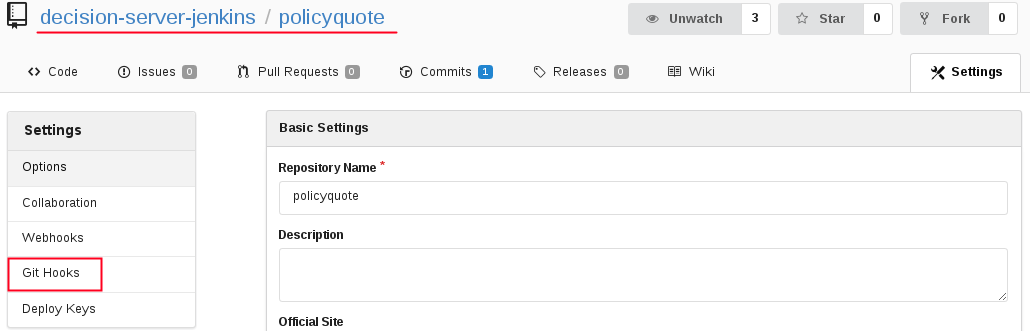 decision-server-jenkins / policyquote
Unwatch 3 Star 0 Fork 0
Code Issues 0 Pull Requests 0 Commits 1 Releases 0 Wiki Settings
Settings
Options
Collaboration
Webhooks
Git Hooks
Deploy Keys
Basic Settings
Repository Name *
policyquote
Description
Official Site